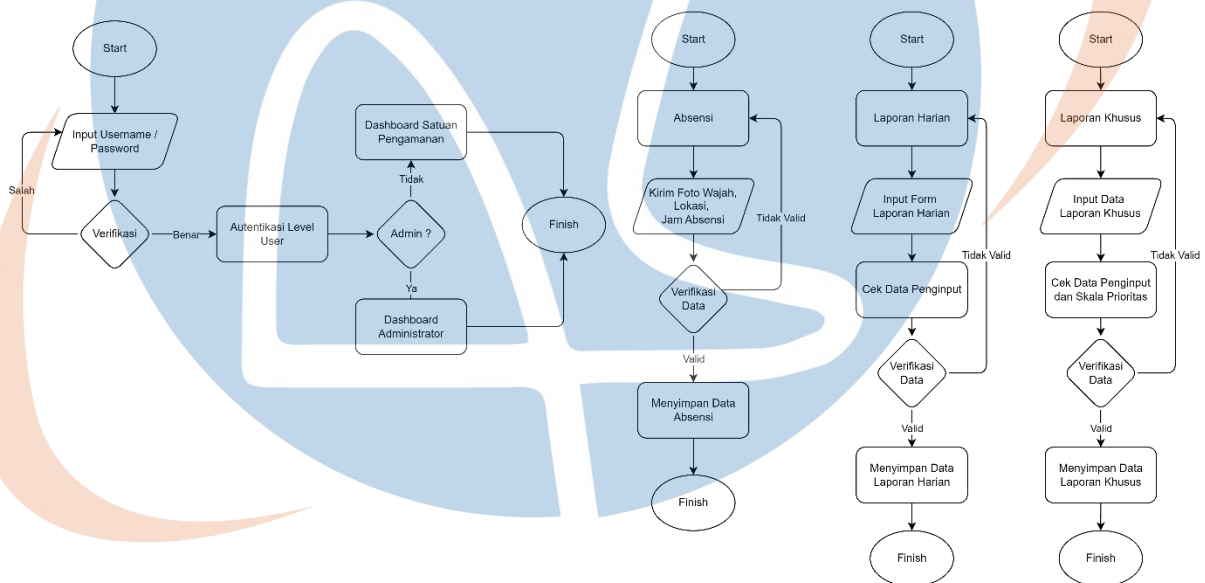 Start
Input Username /
Password
Salah
Verifikasi
Benar
Autentikasi Level
User
Admin ?
Tidak
Dashboard Satuan
Pengamanan
Ya
Dashboard
Administrator
Finish
Start
Absensi
Kirim Foto Wajah,
Lokasi,
Jam Absensi
Tidak Valid
Verifikasi
Data
Valid
Menyimpan Data
Absensi
Finish
Start
Laporan Harian
Input Form
Laporan Harian
Tidak Valid
Cek Data Penginput
Verifikasi
Data
Valid
Menyimpan Data
Laporan Harian
Finish
Start
Laporan Khusus
Input Data
Laporan Khusus
Tidak Valid
Cek Data Penginput
dan Skala Prioritas
Verifikasi
Data
Valid
Menyimpan Data
Laporan Khusus
Finish